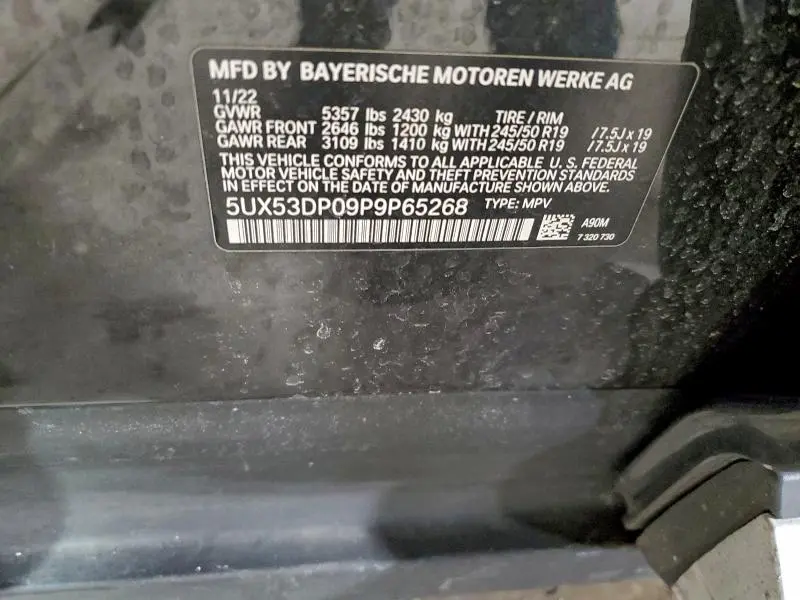 MFD BY BAYERISCHE MOTOREN WERKE AG
11/22
GVWR 5357 lbs 2430 kg TIRE / RIM
GAWR FRONT 2646 lbs 1200 kg WITH 245/50 R19 / 7.5J x 19
GAWR REAR 3109 lbs 1410 kg WITH 245/50 R19 / 7.5J x 19
THIS VEHICLE CONFORMS TO ALL APPLICABLE U. S. FEDERAL
MOTOR VEHICLE SAFETY AND THEFT PREVENTION STANDARDS
IN EFFECT ON THE DATE OF MANUFACTURE SHOWN ABOVE.
5UX53DP09P9P65268 TYPE: MPV
A90M
7 320 730